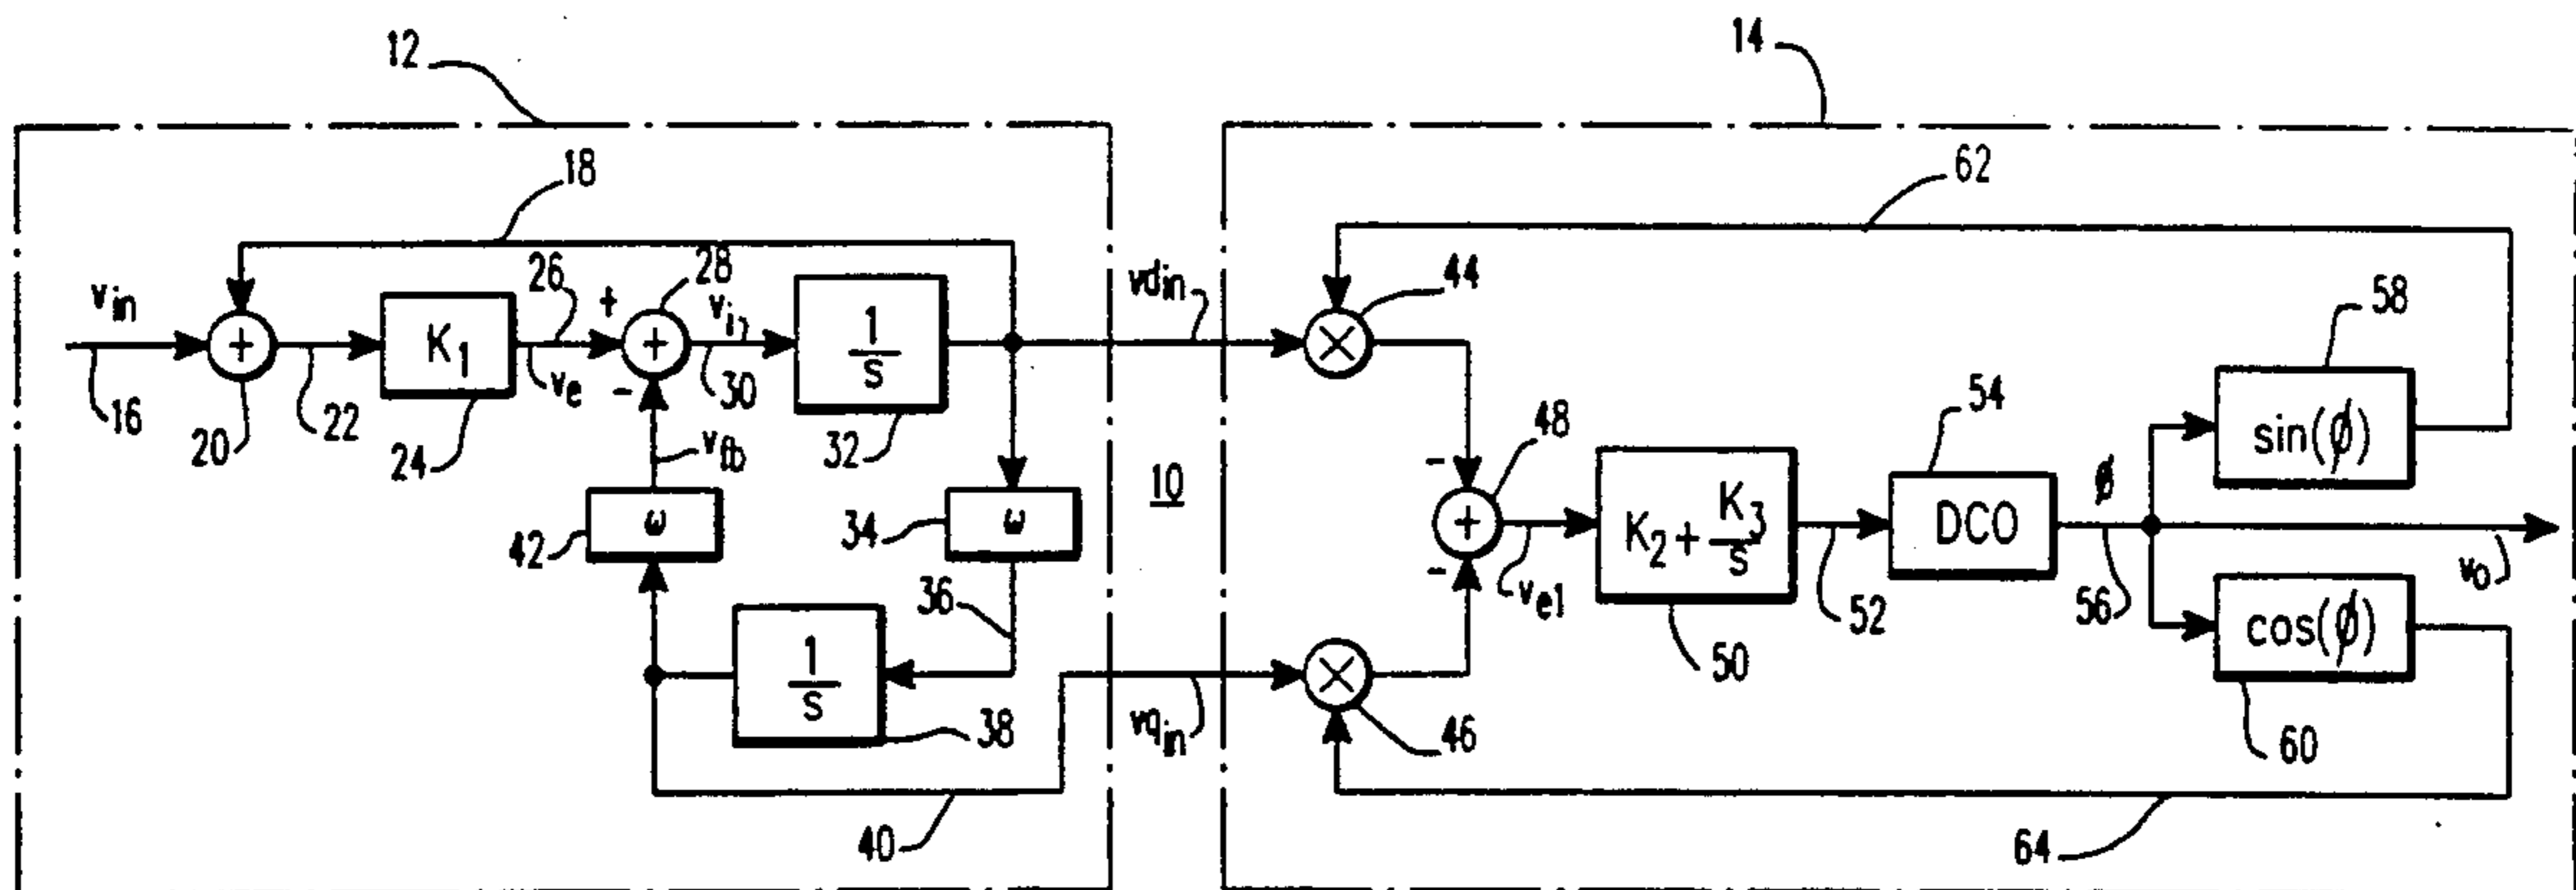 12
14
18
62
v_in
26
+
28
v_i
vd_in
44
58
+
K_1
+
1/s
×
sin(ϕ)
16
22
v_e
-
30
20
24
v_fb
32
10
-
48
54
ϕ
42
ω
34
ω
+
K_2 + K_3/s
DCO
-
v_e1
52
56
v_o
36
50
cos(ϕ)
1/s
38
vq_in
×
46
60
40
64